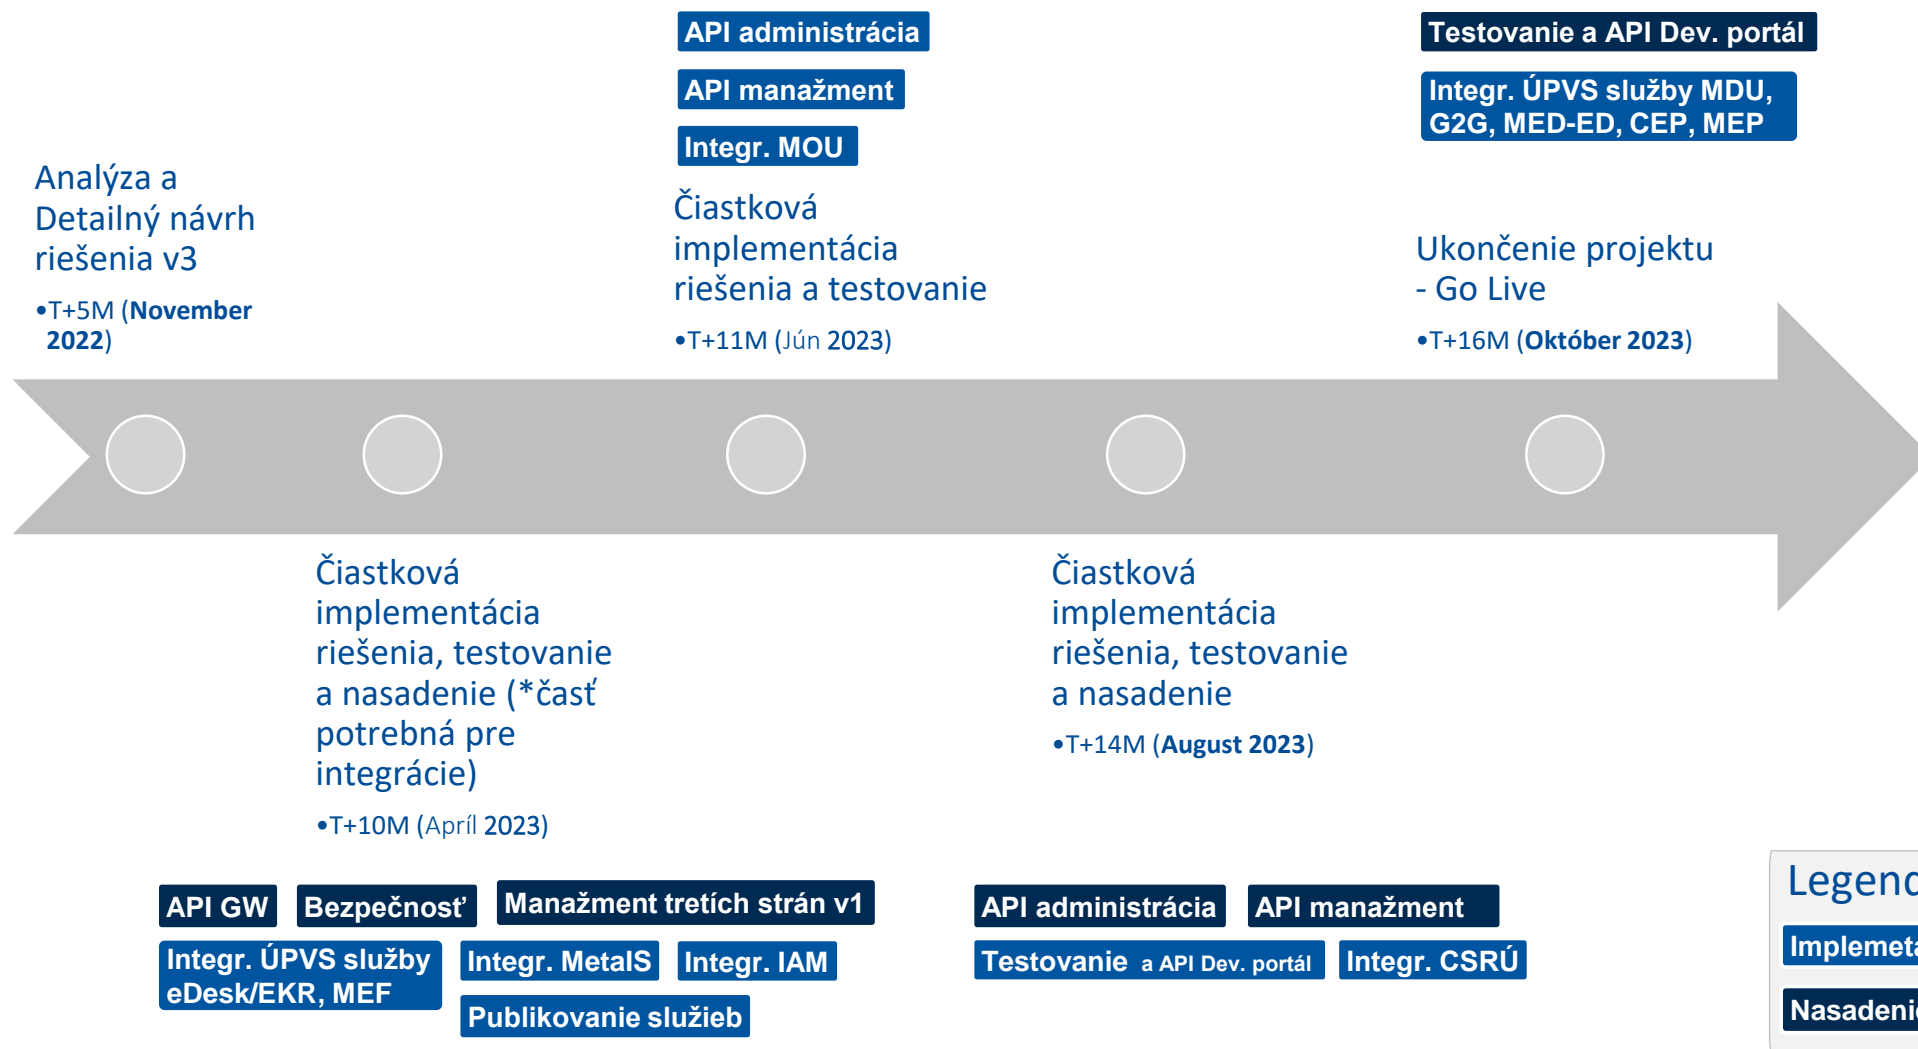 API administrácia
API manažment
Integr. MOU
Testovanie a API Dev. portál
Integr. ÚPVS služby MDU,
G2G, MED-ED, CEP, MEP
Analýza a
Detailný návrh
riešenia v3
•T+5M (November
2022)
Čiastková
implementácia
riešenia a testovanie
•T+11M (Jún 2023)
Ukončenie projektu
- Go Live
•T+16M (Október 2023)
Čiastková
implementácia
riešenia, testovanie
a nasadenie (*časť
potrebná pre
integrácie)
•T+10M (Apríl 2023)
Čiastková
implementácia
riešenia, testovanie
a nasadenie
•T+14M (August 2023)
API GW
Bezpečnosť
Manažment tretích strán v1
Integr. ÚPVS služby
eDesk/EKR, MEF
Integr. MetaIS
Integr. IAM
Publikovanie služieb
API administrácia
API manažment
Testovanie a API Dev. portál
Integr. CSRÚ